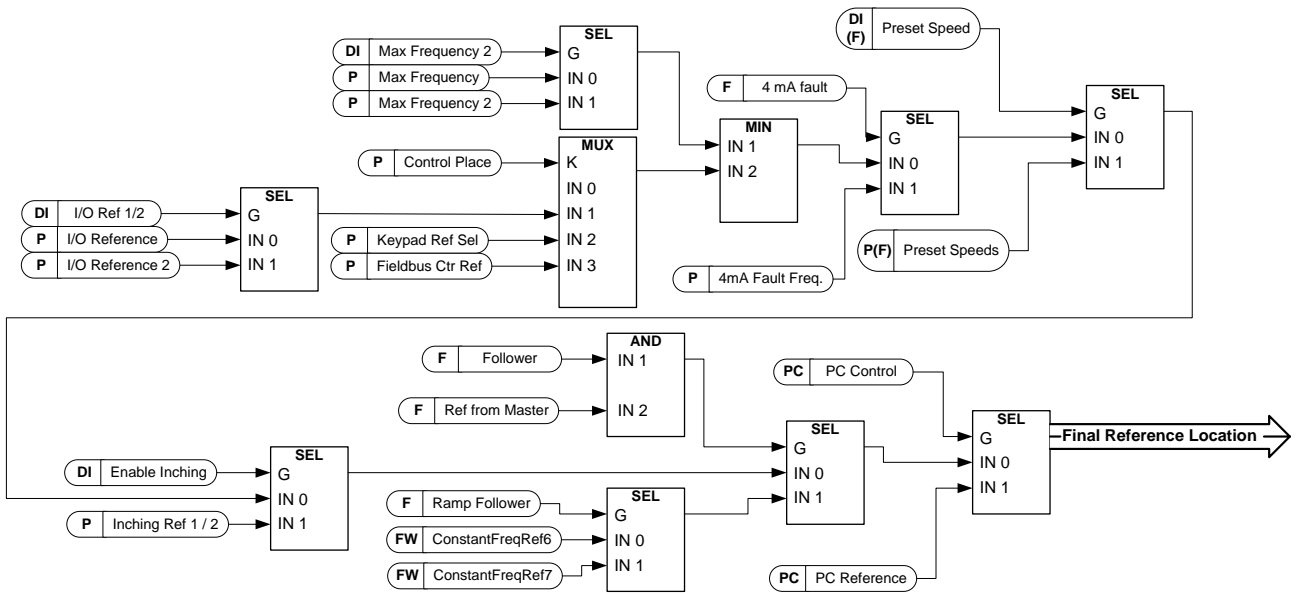 DI Preset Speed
(F)
SEL
DI Max Frequency 2
G
P Max Frequency
IN 0
P Max Frequency 2
IN 1
F 4 mA fault
SEL
G
IN 0
IN 1
MIN
IN 1
IN 2
SEL
G
IN 0
IN 1
MUX
P Control Place
K
IN 0
IN 1
P Keypad Ref Sel
IN 2
P Fieldbus Ctr Ref
IN 3
SEL
DI I/O Ref 1/2
G
P I/O Reference
IN 0
P I/O Reference 2
IN 1
P(F) Preset Speeds
P 4mA Fault Freq.
AND
F Follower
IN 1
F Ref from Master
IN 2
PC PC Control
SEL
G
IN 0
IN 1
Final Reference Location
SEL
G
IN 0
IN 1
SEL
DI Enable Inching
G
IN 0
P Inching Ref 1 / 2
IN 1
SEL
F Ramp Follower
G
FW ConstantFreqRef6
IN 0
FW ConstantFreqRef7
IN 1
PC PC Reference